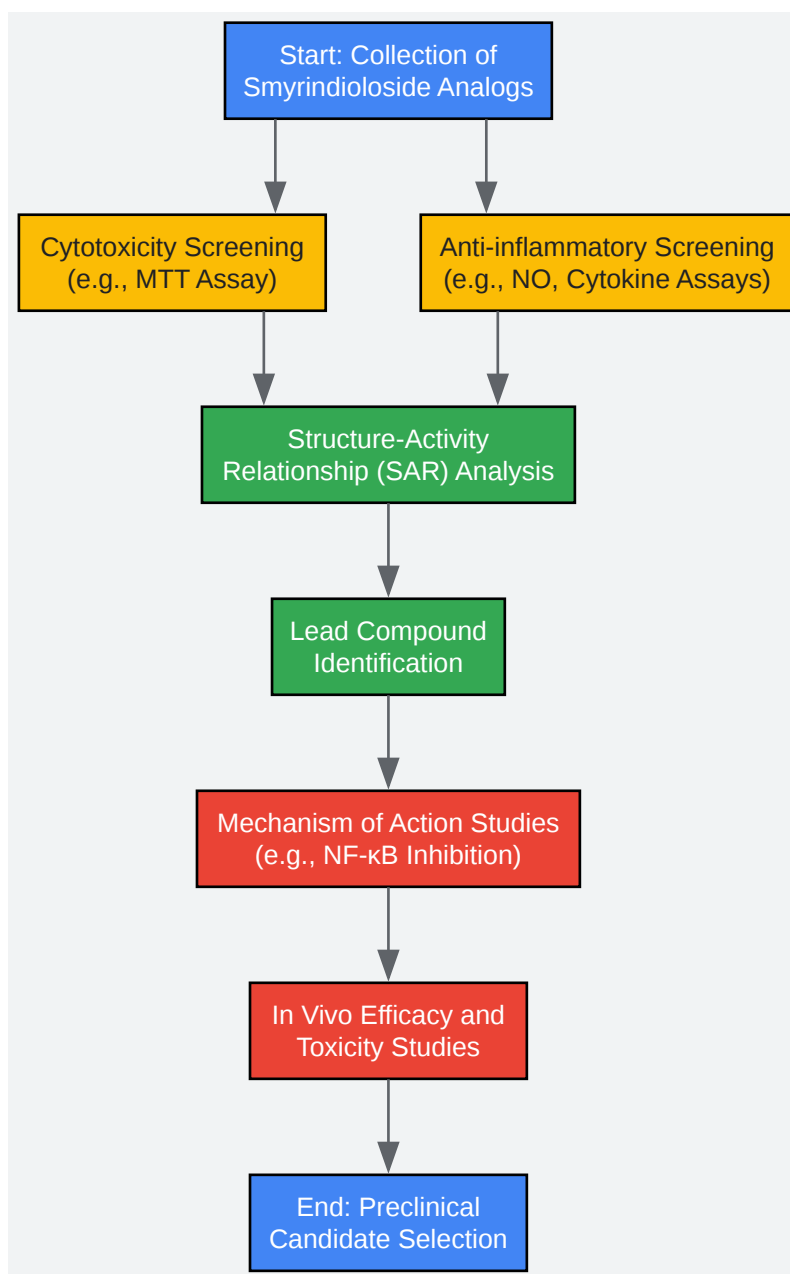 Start: Collection of
Smyrindioloside Analogs
Cytotoxicity Screening
(e.g., MTT Assay)
Anti-inflammatory Screening
(e.g., NO, Cytokine Assays)
Structure-Activity
Relationship (SAR) Analysis
Lead Compound
Identification
Mechanism of Action Studies
(e.g., NF-κB Inhibition)
In Vivo Efficacy and
Toxicity Studies
End: Preclinical
Candidate Selection